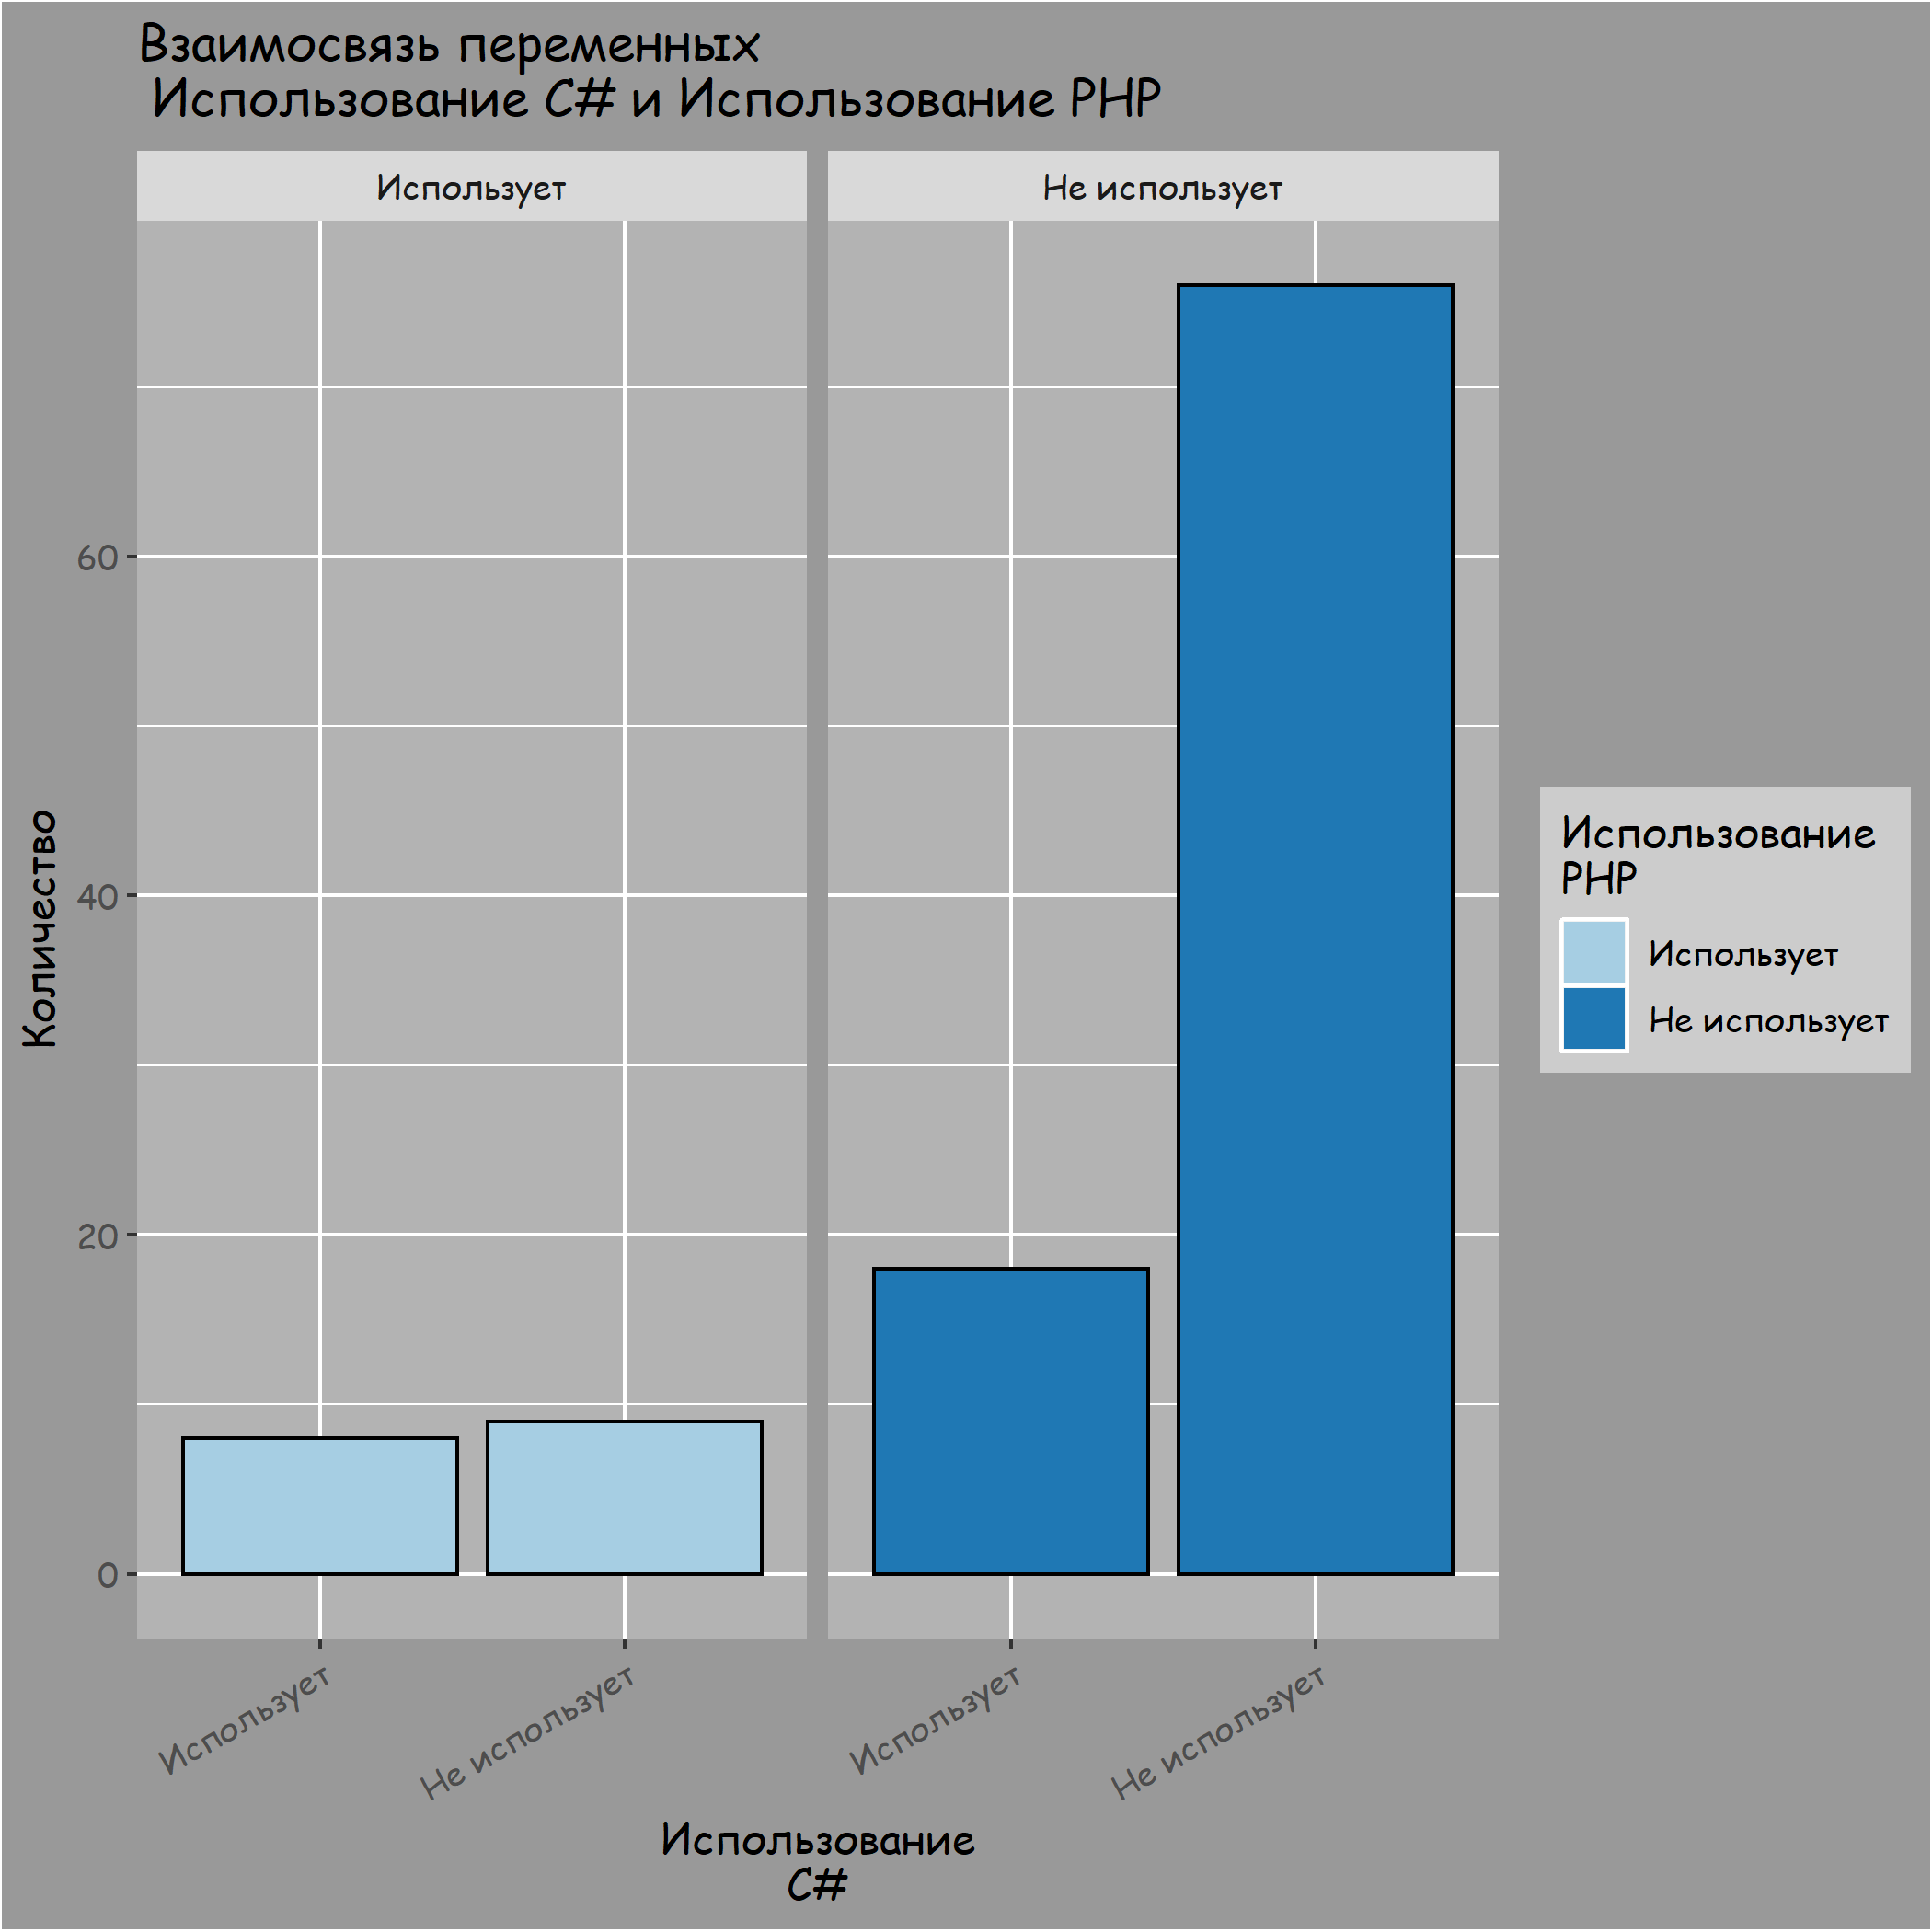 Взаимосвязь переменных
Использование C# и Использование PHP
Использует
Не использует
60
40
20
0
Количество
Использует
Не использует
Использует
Не использует
Использование
C#
Использование
PHP
Использует
Не использует